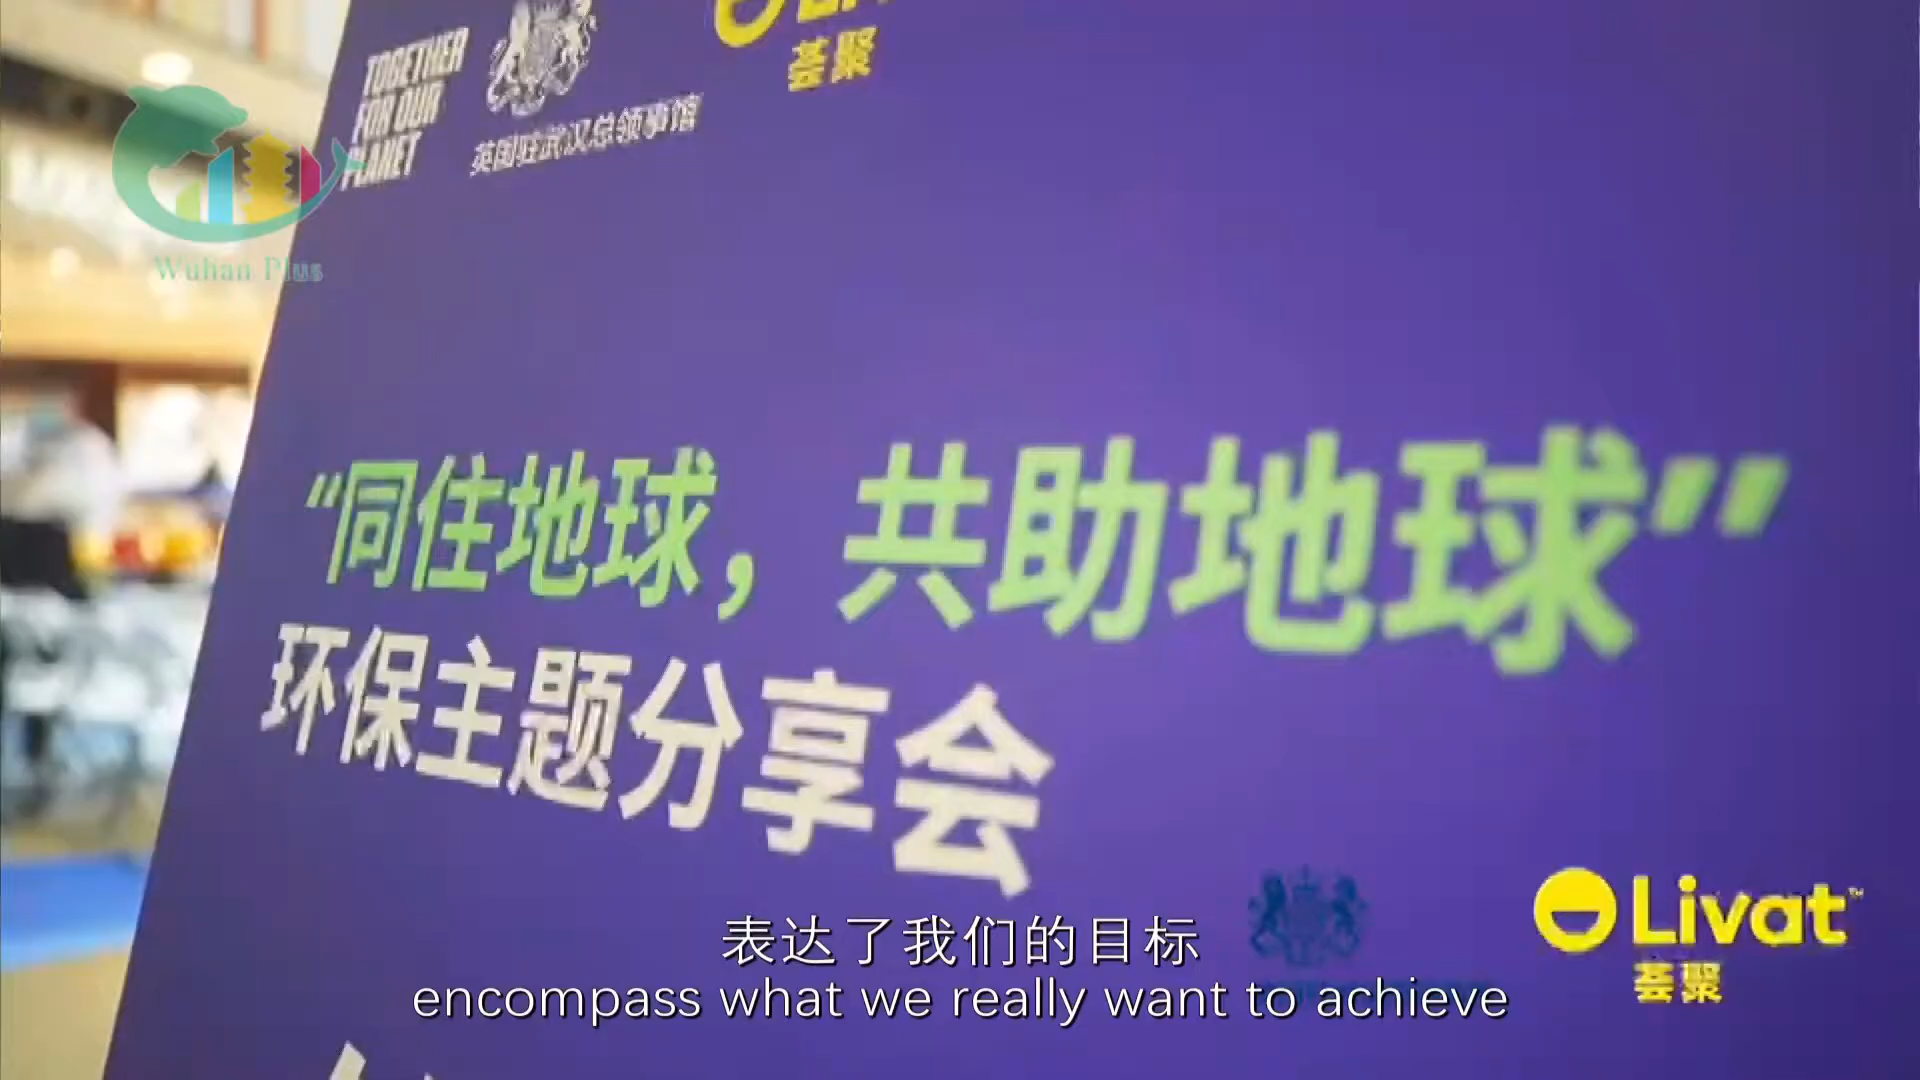 TOGETHER
FOR OUR
PLANET
英国驻武汉总领事馆
荟聚
Wuhan Plus
“同住地球，共助地球”
环保主题分享会
Livat™
荟聚
表达了我们的目标
encompass what we really want to achieve